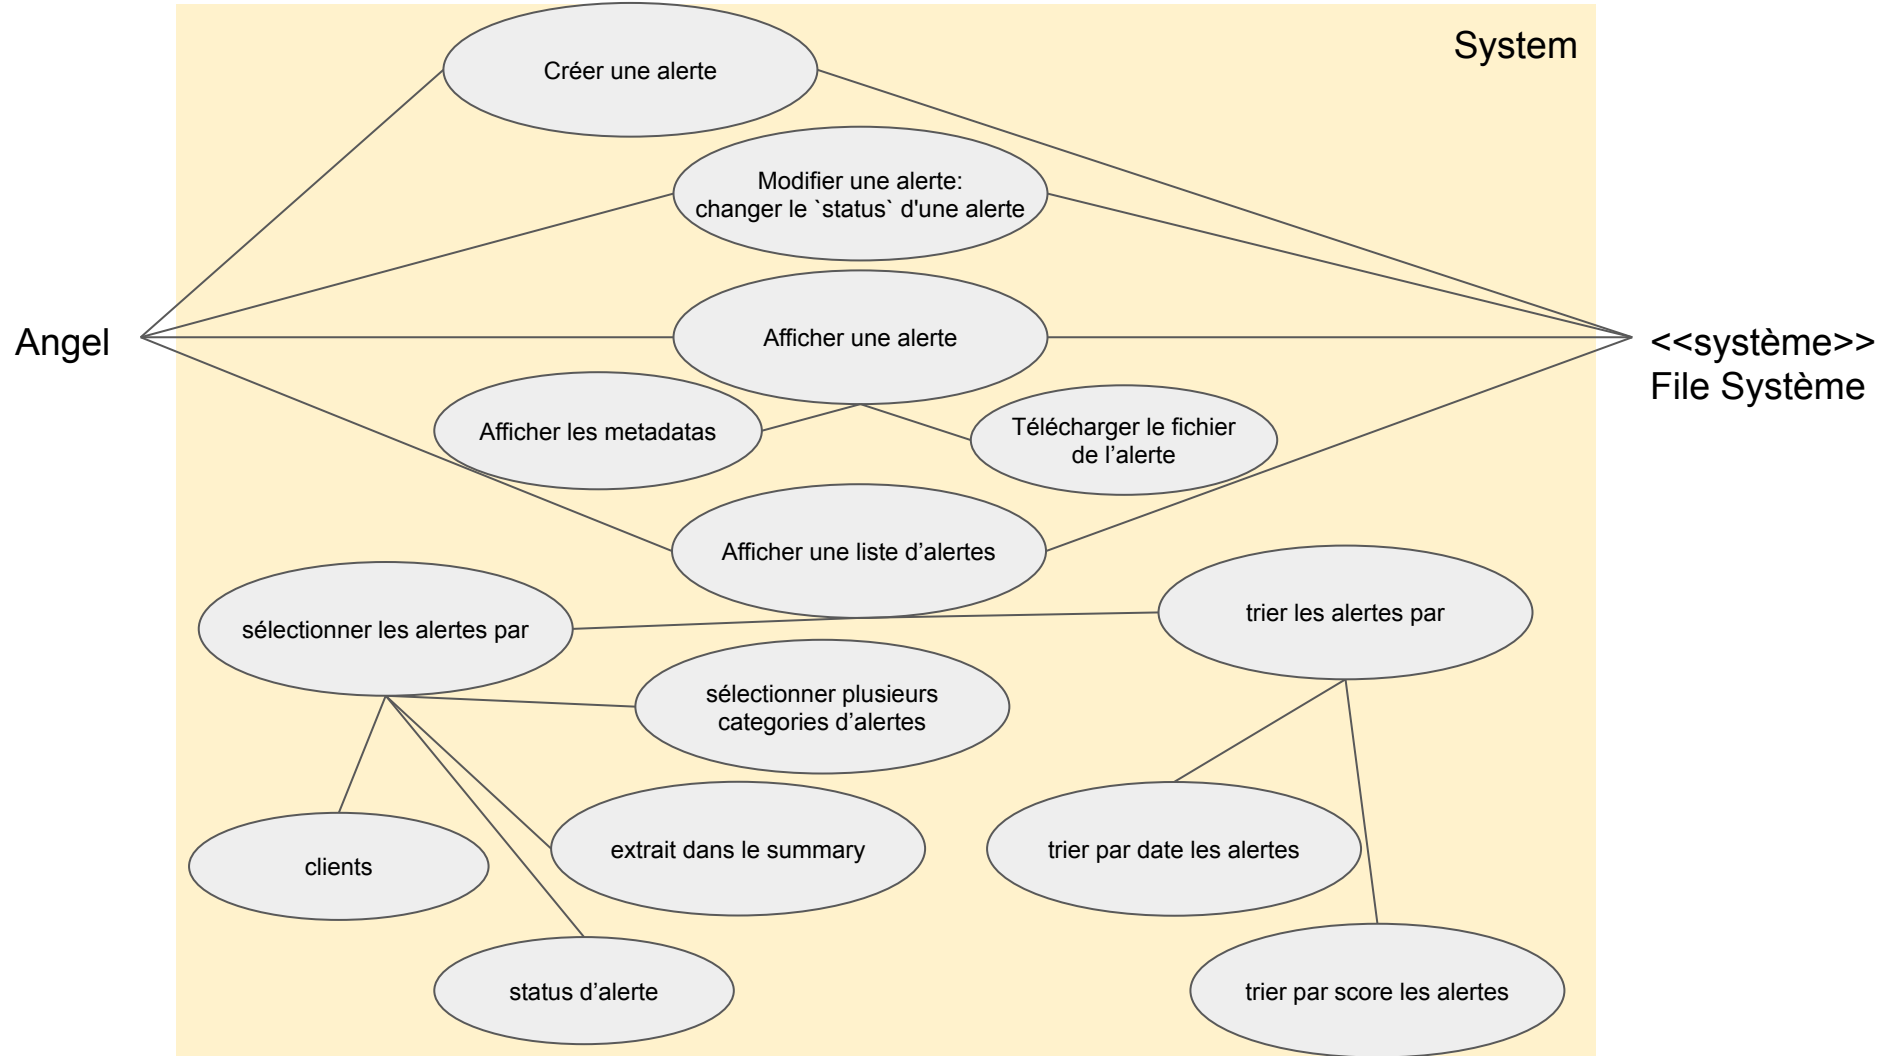 System
Créer une alerte
Modifier une alerte:
changer le `status` d'une alerte
Angel
Afficher une alerte
<<système>>
File Système
Afficher les metadatas
Télécharger le fichier
de l’alerte
Afficher une liste d’alertes
sélectionner les alertes par
trier les alertes par
sélectionner plusieurs
categories d’alertes
clients
extrait dans le summary
trier par date les alertes
status d’alerte
trier par score les alertes